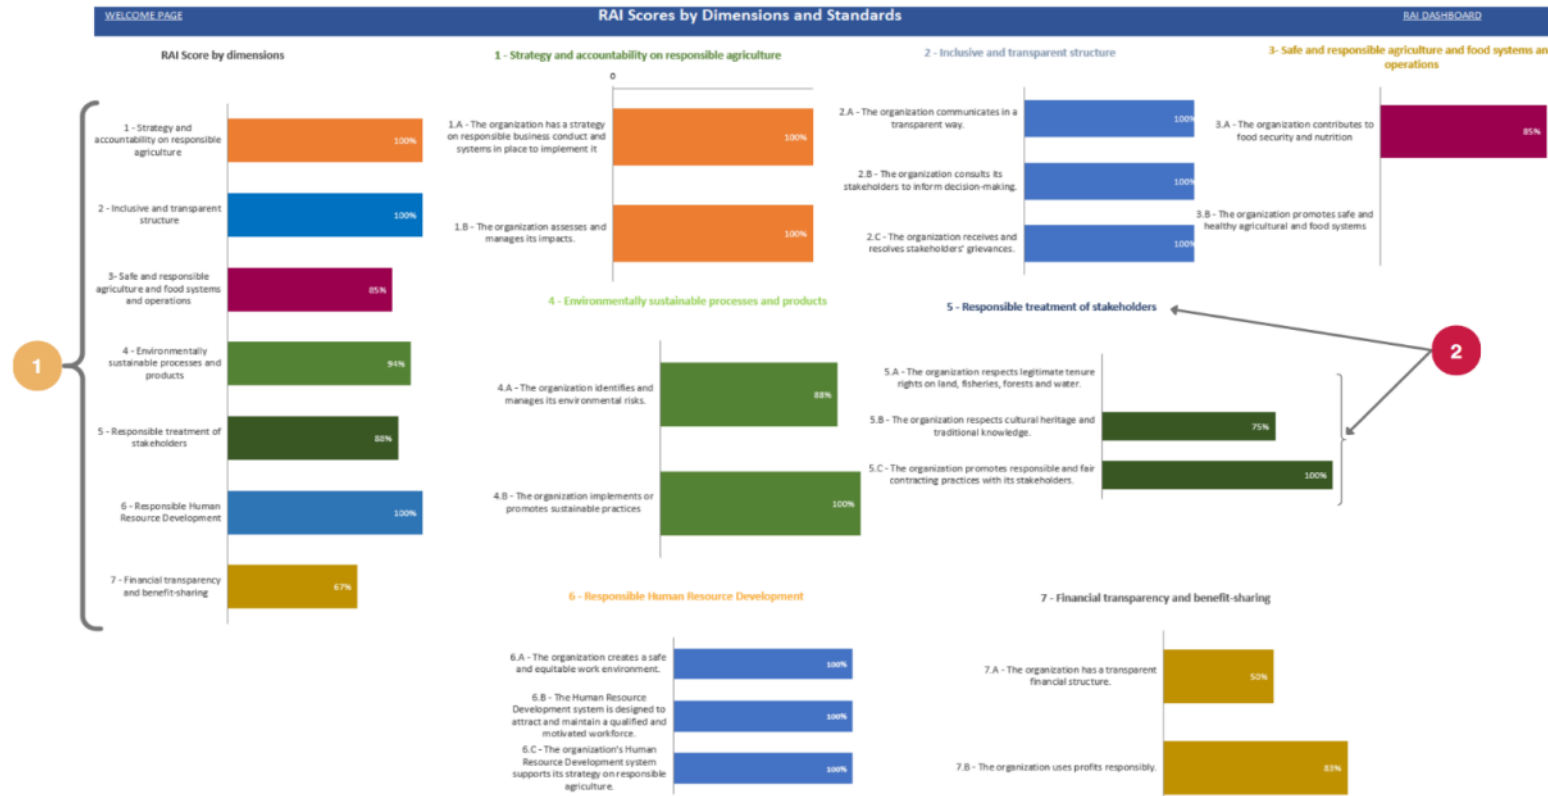 WELCOME PAGE
RAI Scores by Dimensions and Standards
RAI DASHBOARD
RAI Score by dimensions
1 - Strategy and
accountability on responsible
agriculture
100%
2 - Inclusive and transparent
structure
100%
3- Safe and responsible
agriculture and food systems
and operations
85%
4 - Environmentally
sustainable processes and
products
94%
5 - Responsible treatment of
stakeholders
88%
6 - Responsible Human
Resource Development
100%
7 - Financial transparency
and benefit-sharing
67%
1
1 - Strategy and accountability on responsible agriculture
0
1.A - The organization has a strategy
on responsible business conduct and
systems in place to implement it
100%
1.B - The organization assesses and
manages its impacts.
100%
2 - Inclusive and transparent structure
2.A - The organization communicates in a
transparent way.
100%
2.B - The organization consults its
stakeholders to inform decision-making.
100%
2.C - The organization receives and
resolves stakeholders' grievances.
100%
3- Safe and responsible agriculture and food systems an
operations
3.A - The organization contributes to
food security and nutrition
85%
3.B - The organization promotes safe and
healthy agricultural and food systems
4 - Environmentally sustainable processes and products
4.A - The organization identifies and
manages its environmental risks.
88%
4.B - The organization implements or
promotes sustainable practices
100%
5 - Responsible treatment of stakeholders
2
5.A - The organization respects legitimate tenure
rights on land, fisheries, forests and water.
5.B - The organization respects cultural heritage and
traditional knowledge.
75%
5.C - The organization promotes responsible and fair
contracting practices with its stakeholders.
100%
6 - Responsible Human Resource Development
6.A - The organization creates a safe
and equitable work environment.
100%
6.B - The Human Resource
Development system is designed to
attract and maintain a qualified and
motivated workforce.
100%
6.C - The organization's Human
Resource Development system
supports its strategy on responsible
agriculture.
100%
7 - Financial transparency and benefit-sharing
7.A - The organization has a transparent
financial structure.
50%
7.B - The organization uses profits responsibly.
83%